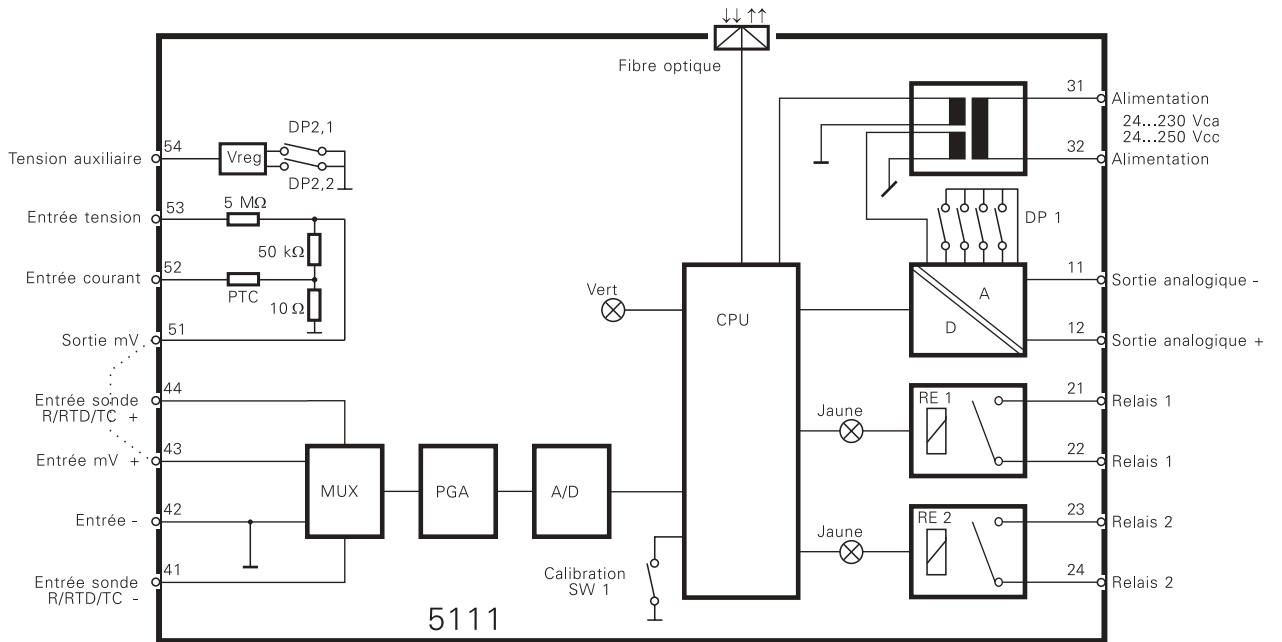 ↓↓ ↑↑
Fibre optique
54
Tension auxiliaire
Vreg
DP2,1
DP2,2
53
Entrée tension
5 MΩ
50 kΩ
52
Entrée courant
PTC
10 Ω
51
Sortie mV
44
Entrée sonde
R/RTD/TC +
43
Entrée mV +
42
Entrée -
41
Entrée sonde
R/RTD/TC -
MUX
PGA
A/D
Vert
CPU
Calibration
SW 1
5111
31
Alimentation
24...230 Vca
24...250 Vcc
32
Alimentation
DP 1
A
D
11
Sortie analogique -
12
Sortie analogique +
Jaune
RE 1
21
Relais 1
22
Relais 1
Jaune
RE 2
23
Relais 2
24
Relais 2